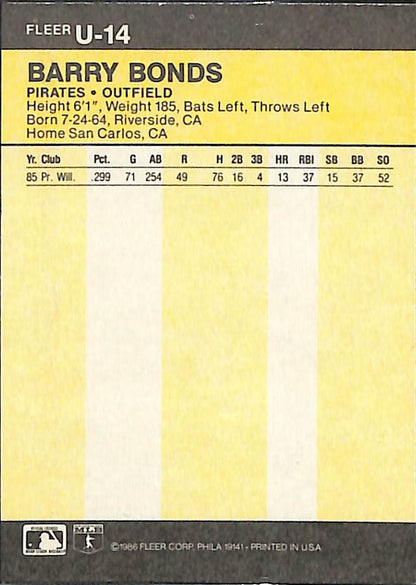 FLEER U-14
BARRY BONDS
PIRATES • OUTFIELD
Height 6'1", Weight 185, Bats Left, Throws Left
Born 7-24-64, Riverside, CA
Home San Carlos, CA
Yr. Club Pct. G AB R H 2B 3B HR RBI SB BB SO
85 Pr. Will. .299 71 254 49 76 16 4 13 37 15 37 52
MLB
©1986 FLEER CORP. PHILA 19141 - PRINTED IN U.S.A